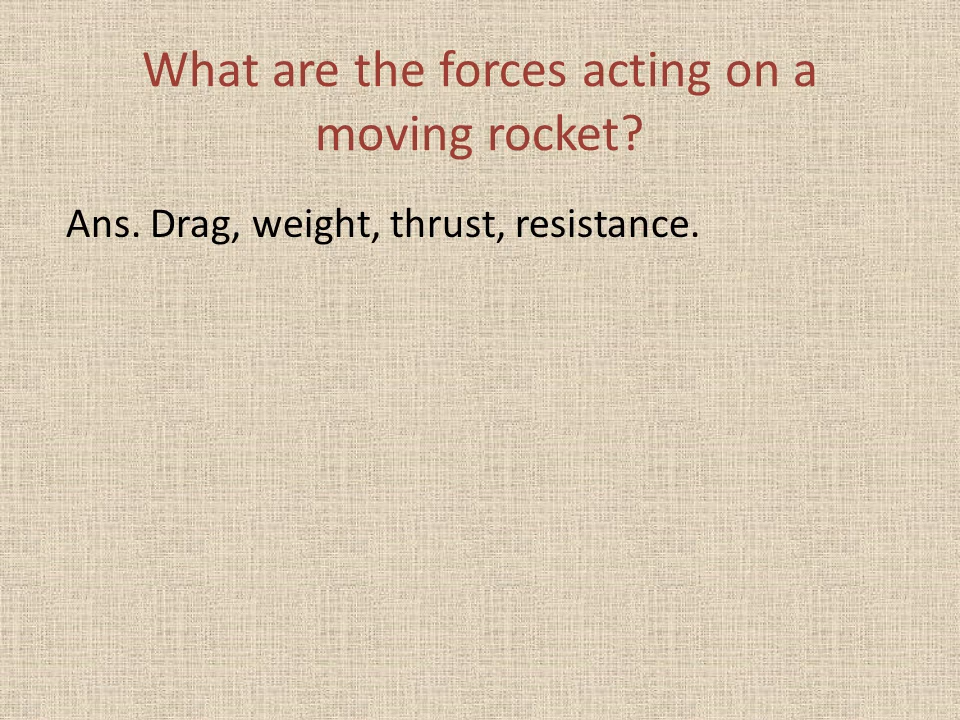 What are the forces acting on a
moving rocket?
Ans. Drag, weight, thrust, resistance.